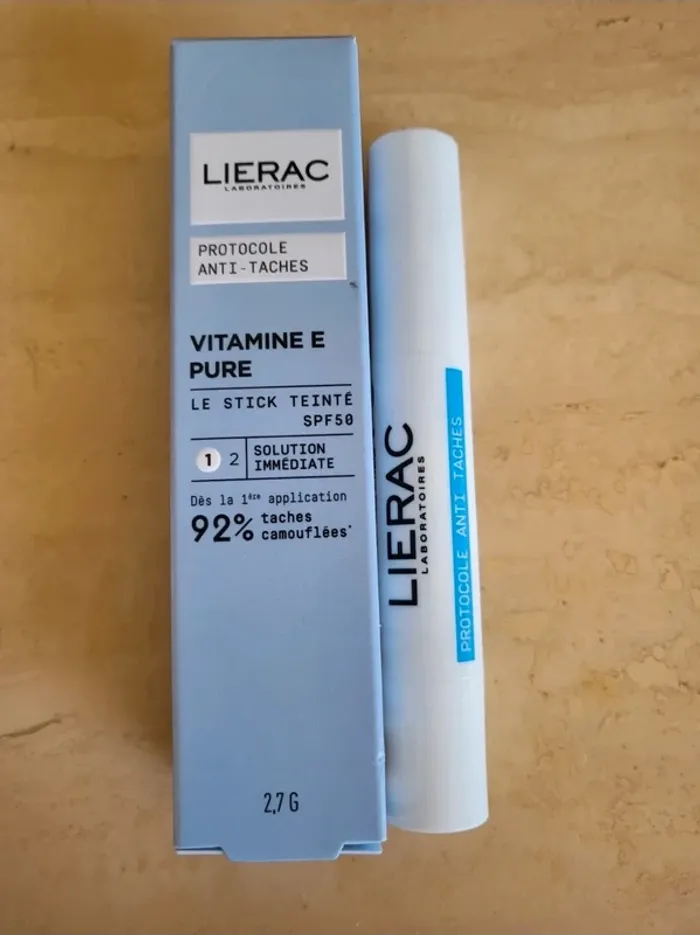 LIERAC
LABORATOIRES
PROTOCOLE
ANTI-TACHES
VITAMINE E
PURE
LE STICK TEINTÉ
SPF50
1 2 SOLUTION
IMMÉDIATE
Dès la 1ère application
92% taches
camouflées*
2,7 G
LIERAC
LABORATOIRES
PROTOCOLE ANTI TACHES